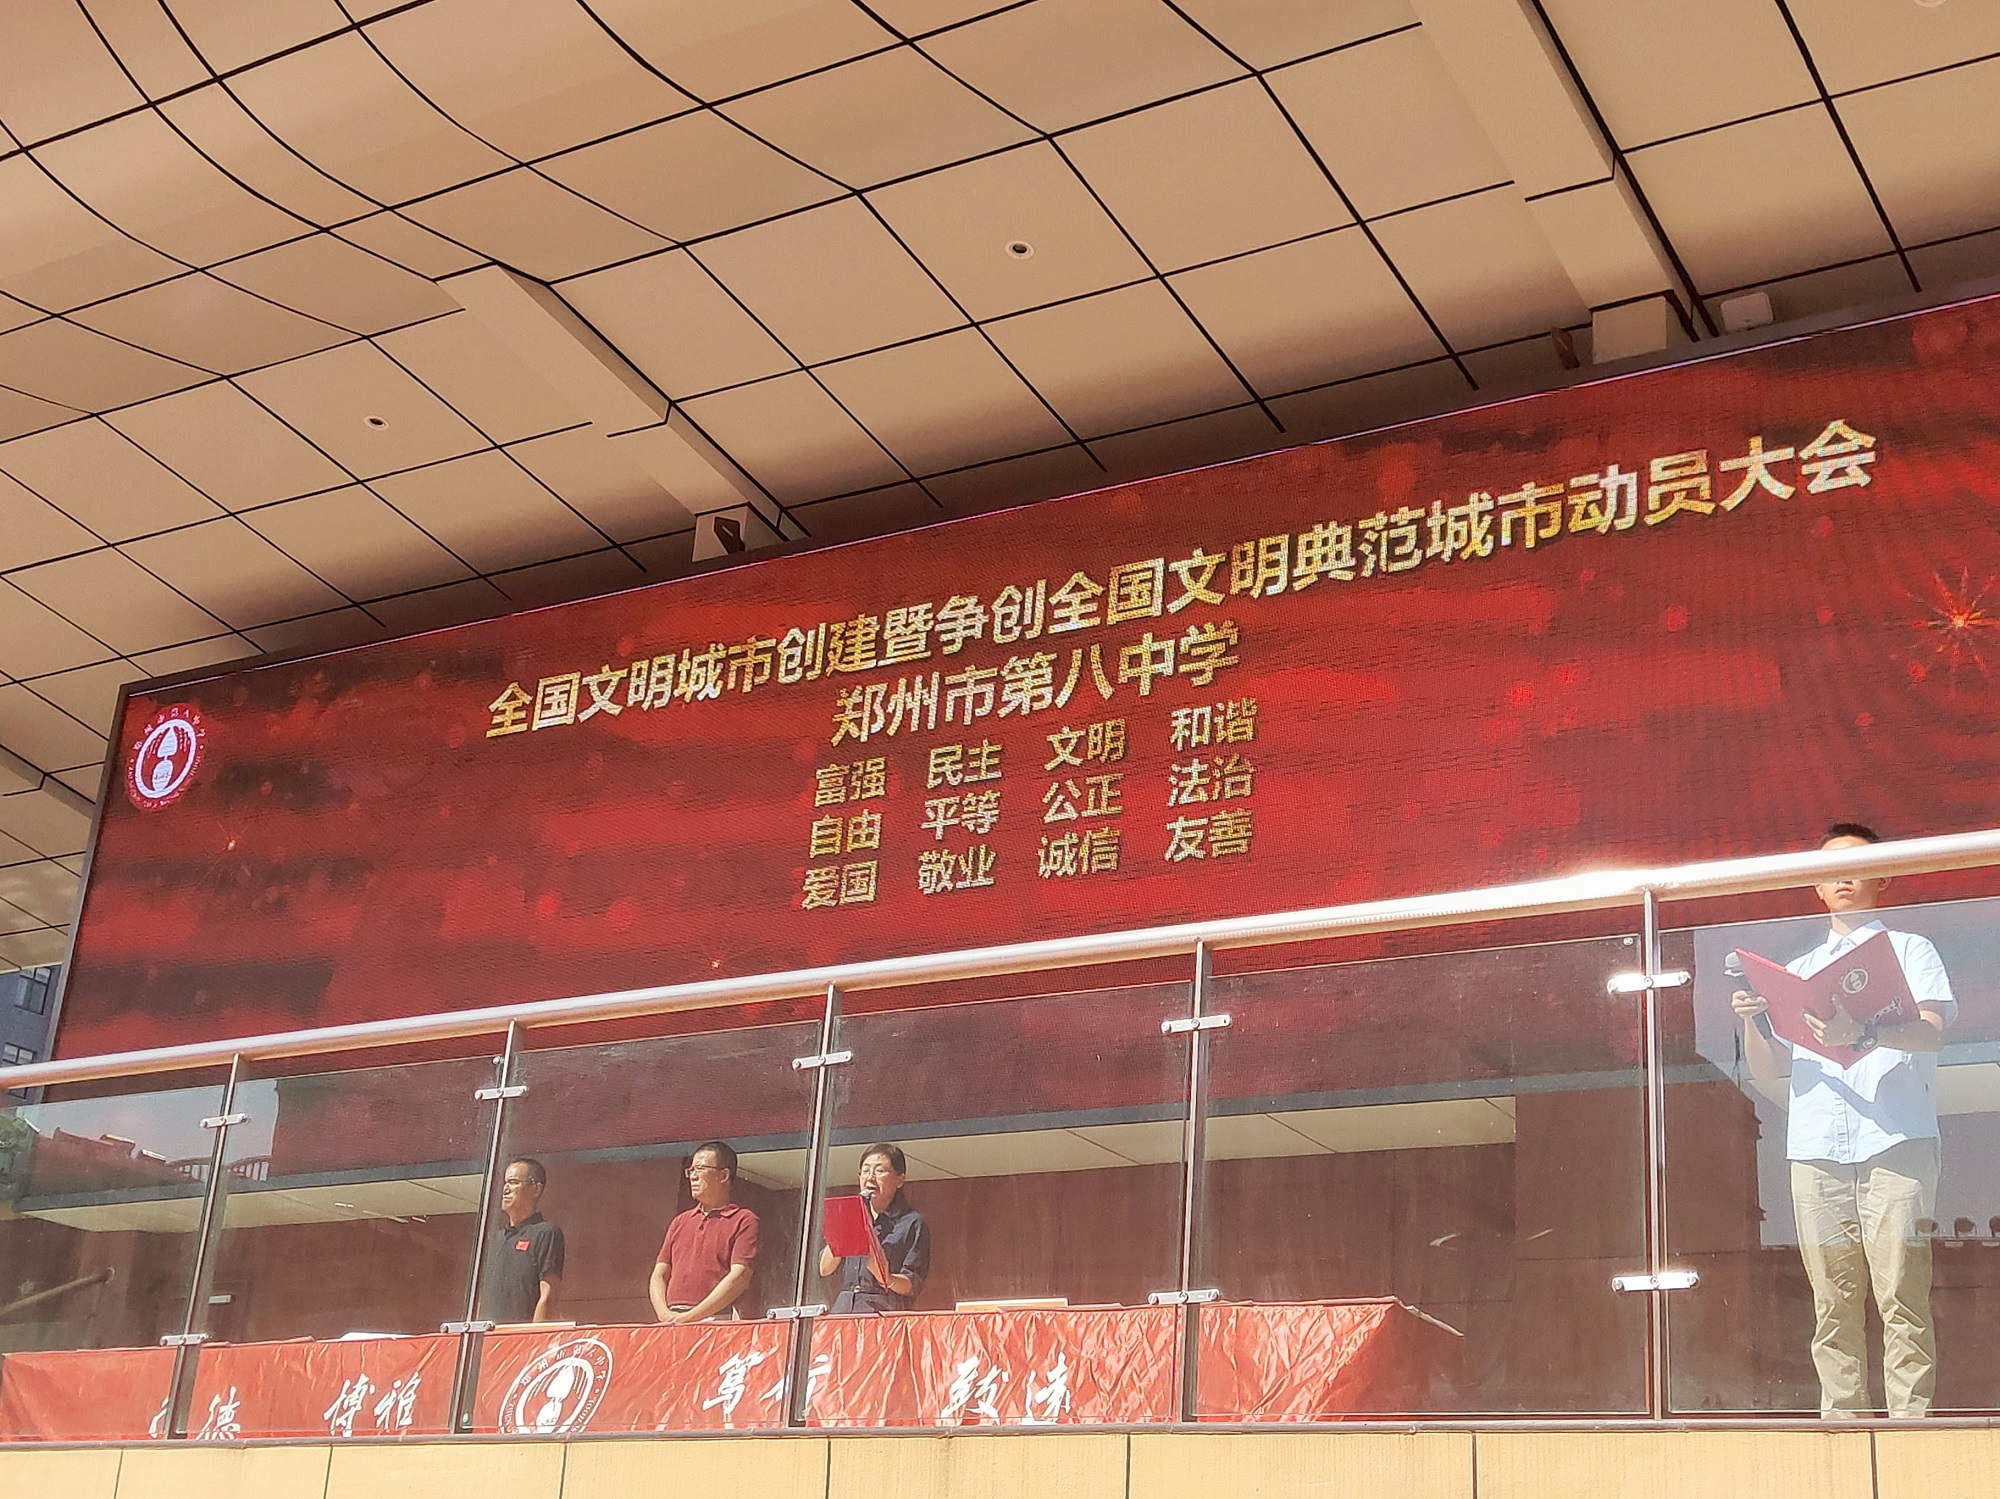 全国文明城市创建暨争创全国文明典范城市动员大会
郑州市第八中学
富强 民主 文明 和谐
自由 平等 公正 法治
爱国 敬业 诚信 友善
德 博雅 笃行 致远